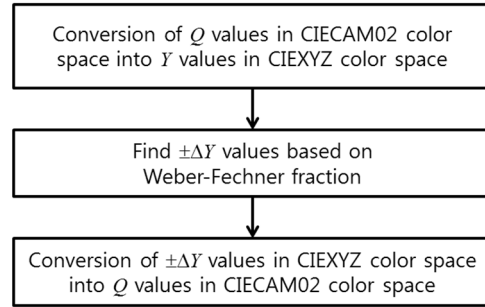 Conversion of Q values in CIECAM02 color
space into Y values in CIEXYZ color space
Find ±ΔY values based on
Weber-Fechner fraction
Conversion of ±ΔY values in CIEXYZ color space
into Q values in CIECAM02 color space